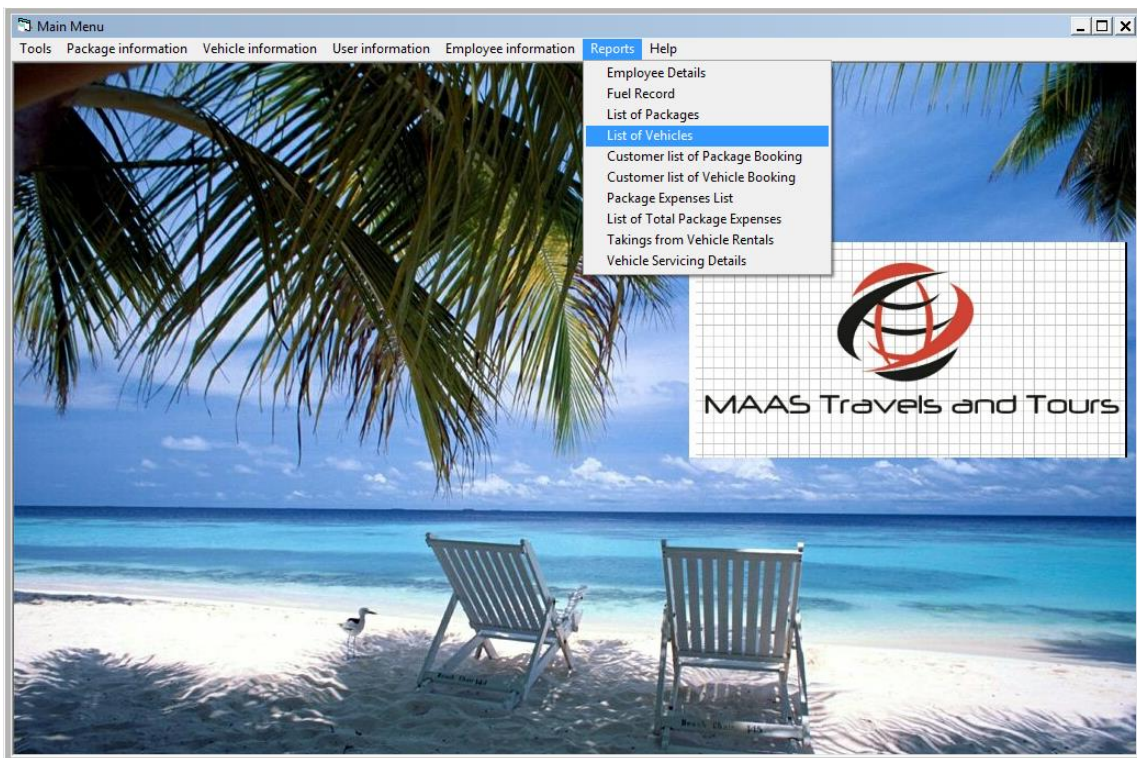 Main Menu
Tools Package information Vehicle information User information Employee information Reports Help
Employee Details
Fuel Record
List of Packages
List of Vehicles
Customer list of Package Booking
Customer list of Vehicle Booking
Package Expenses List
List of Total Package Expenses
Takings from Vehicle Rentals
Vehicle Servicing Details
MAAS Travels and Tours